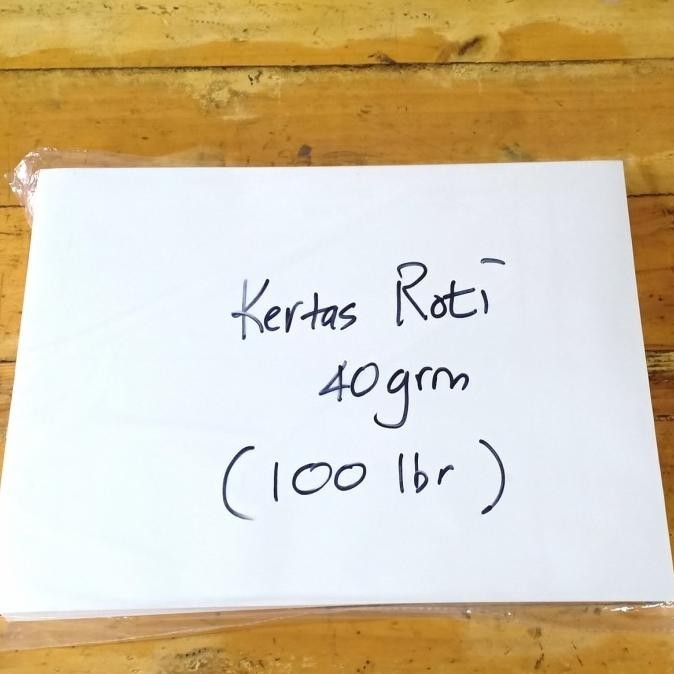 Kertas Roti
40grm
(100 lbr)